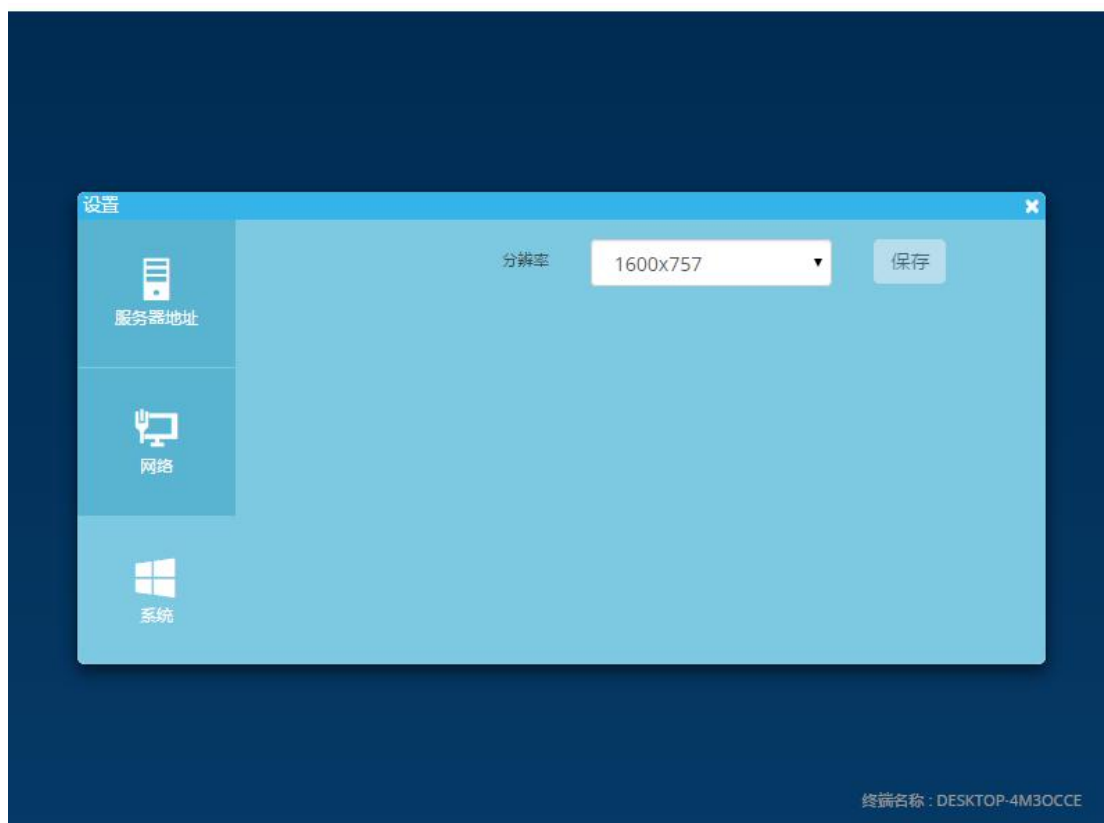 设置
服务器地址
网络
系统
分辨率
1600x757
保存
终端名称 : DESKTOP-4M3OCCE